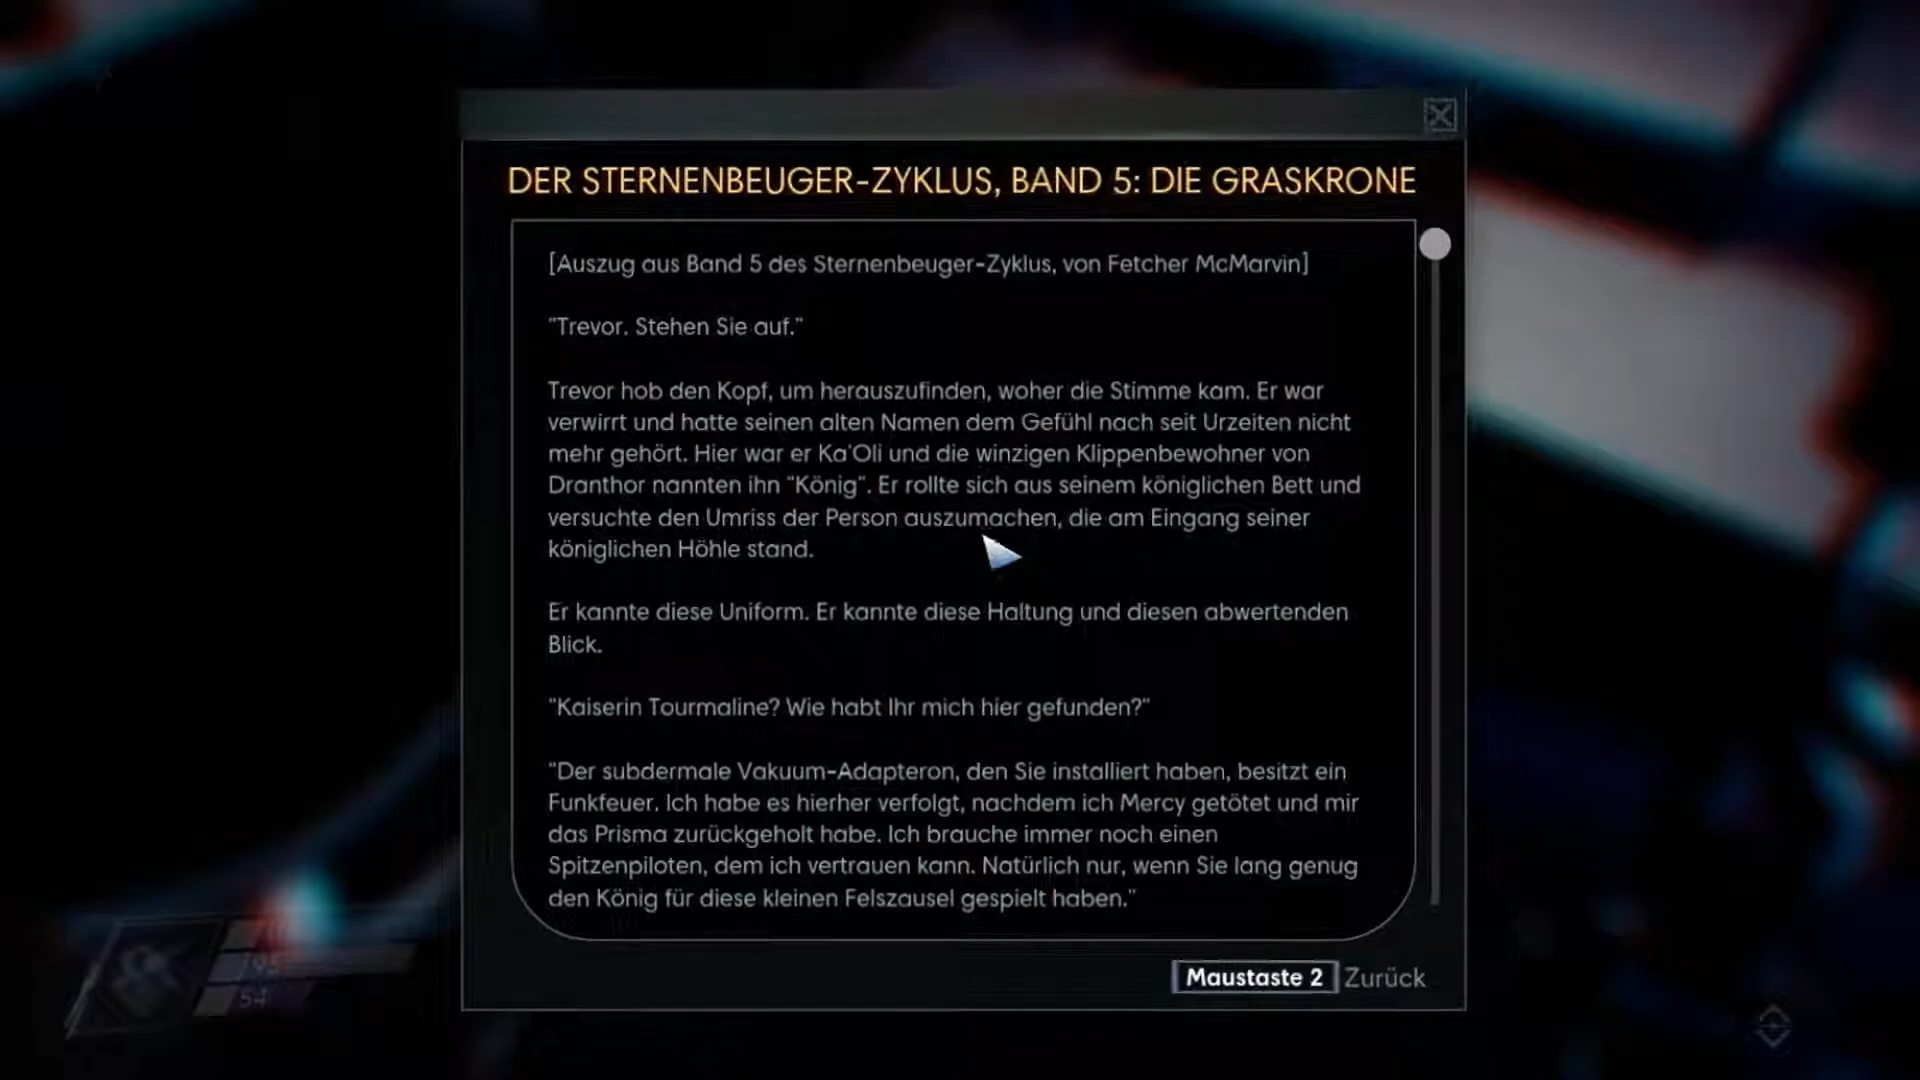 DER STERNENBEUGER-ZYKLUS, BAND 5: DIE GRASKRONE
[Auszug aus Band 5 des Sternenbeuger-Zyklus, von Fetcher McMarvin]
"Trevor. Stehen Sie auf."
Trevor hob den Kopf, um herauszufinden, woher die Stimme kam. Er war
verwirrt und hatte seinen alten Namen dem Gefühl nach seit Urzeiten nicht
mehr gehört. Hier war er Ka'Oli und die winzigen Klippenbewohner von
Dranthor nannten ihn "König". Er rollte sich aus seinem königlichen Bett und
versuchte den Umriss der Person auszumachen, die am Eingang seiner
königlichen Höhle stand.
Er kannte diese Uniform. Er kannte diese Haltung und diesen abwertenden
Blick.
"Kaiserin Tourmaline? Wie habt Ihr mich hier gefunden?"
"Der subdermale Vakuum-Adapteron, den Sie installiert haben, besitzt ein
Funkfeuer. Ich habe es hierher verfolgt, nachdem ich Mercy getötet und mir
das Prisma zurückgeholt habe. Ich brauche immer noch einen
Spitzenpiloten, dem ich vertrauen kann. Natürlich nur, wenn Sie lang genug
den König für diese kleinen Felszausel gespielt haben."
Maustaste 2 Zurück
54